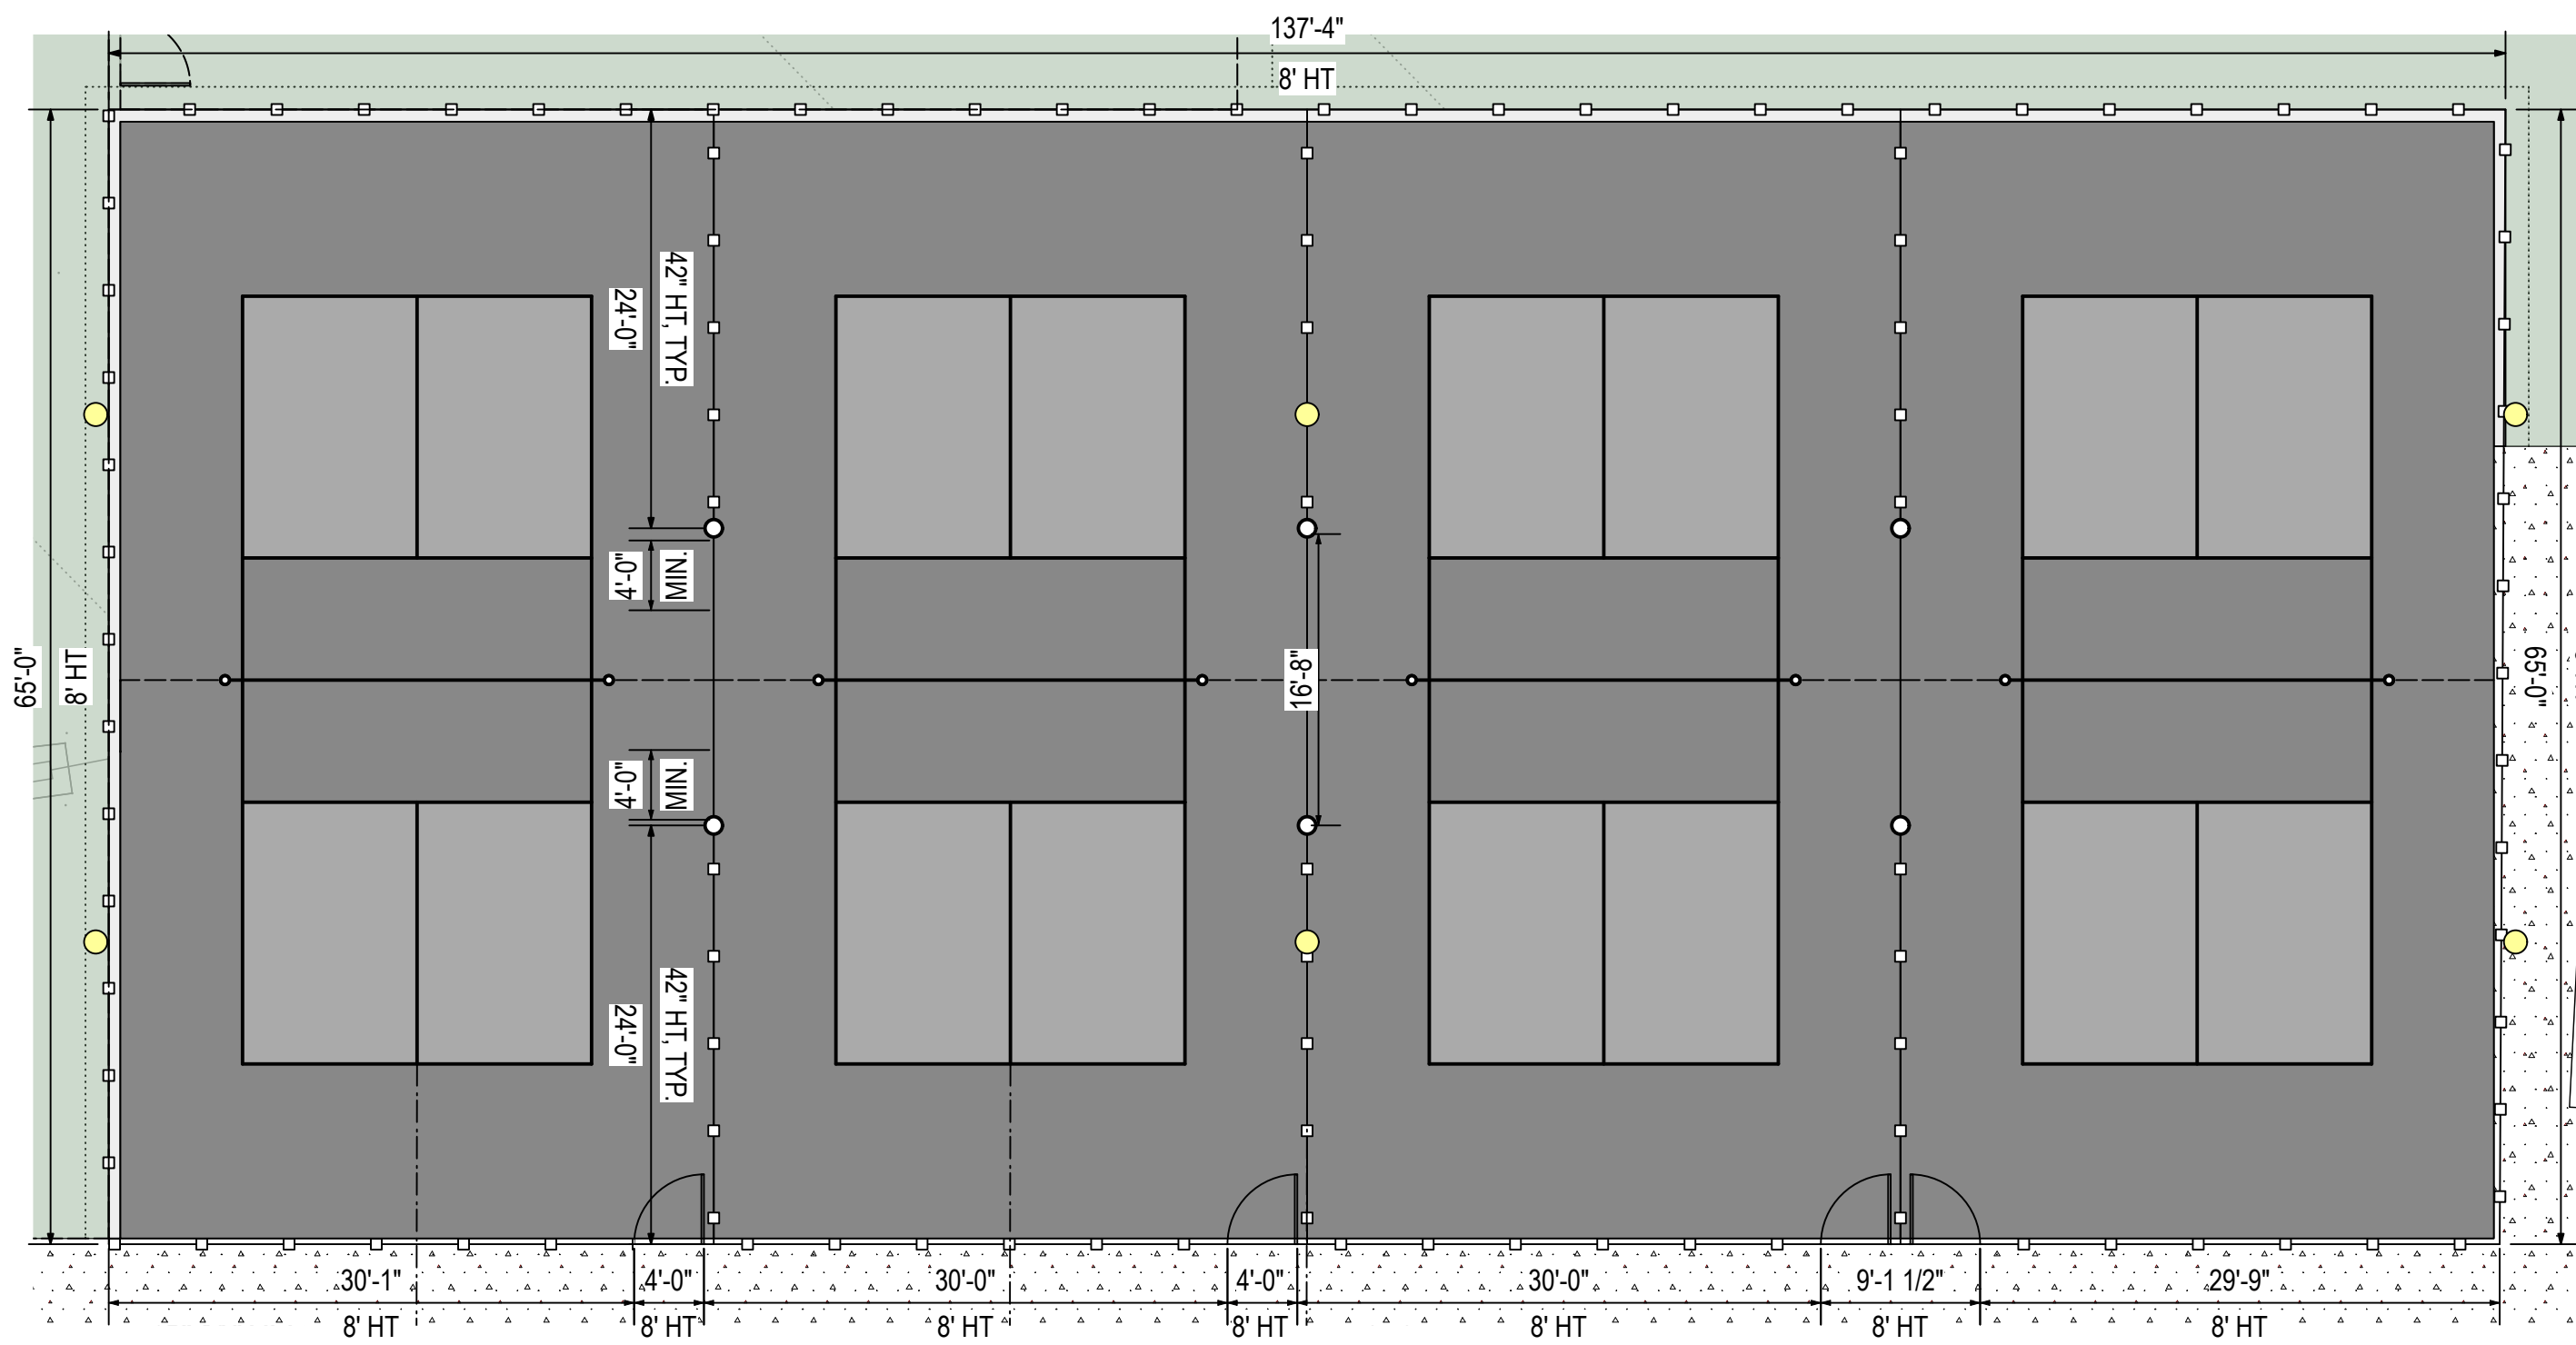 137'-4"
8' HT
42" HT, TYP.
24'-0"
MIN.
4'-0"
65'-0"
8' HT
16'-8"
65'-0"
MIN.
4'-0"
42" HT, TYP.
24'-0"
30'-1"
4'-0"
30'-0"
4'-0"
30'-0"
9'-1 1/2"
29'-9"
8' HT
8' HT
8' HT
8' HT
8' HT
8' HT
8' HT